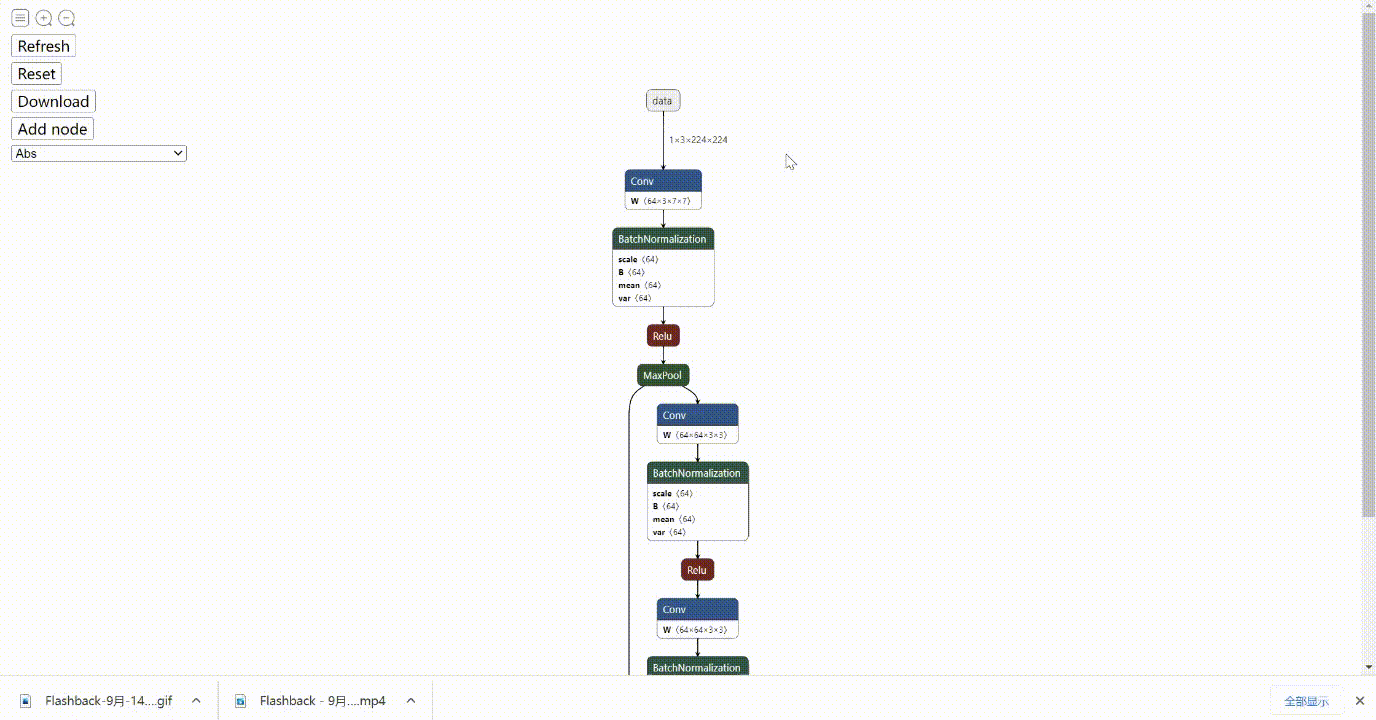 Refresh
Reset
Download
Add node
Abs
data
1×3×224×224
Conv
W ⟨64×3×7×7⟩
BatchNormalization
scale ⟨64⟩
B ⟨64⟩
mean ⟨64⟩
var ⟨64⟩
Relu
MaxPool
Conv
W ⟨64×64×3×3⟩
BatchNormalization
scale ⟨64⟩
B ⟨64⟩
mean ⟨64⟩
var ⟨64⟩
Relu
Conv
W ⟨64×64×3×3⟩
BatchNormalization
Flashback-9月-14....gif
Flashback - 9月....mp4
全部显示